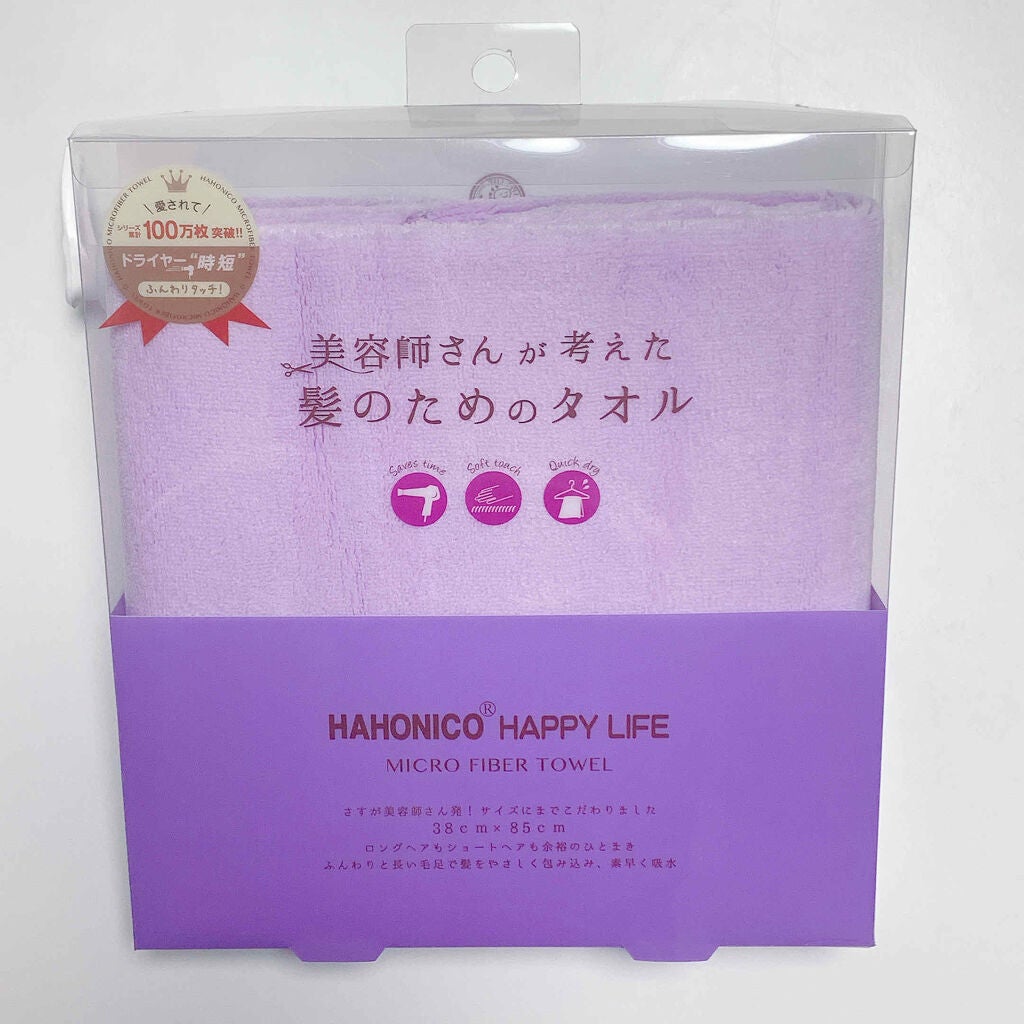 HAHONICO MICROFIBER TOWEL
\ 愛されて /
シリーズ累計 100万枚 突破!!
ドライヤー“時短”
ふんわりタッチ!
美容師さんが考えた
髪のためのタオル
Saves time Soft touch Quick dry
HAHONICO® HAPPY LIFE
MICRO FIBER TOWEL
さすが美容師さん発!サイズにまでこだわりました
38cm×85cm
ロングヘアもショートヘアも余裕のひとまき
ふんわりと長い毛足で髪をやさしく包み込み、素早く吸水